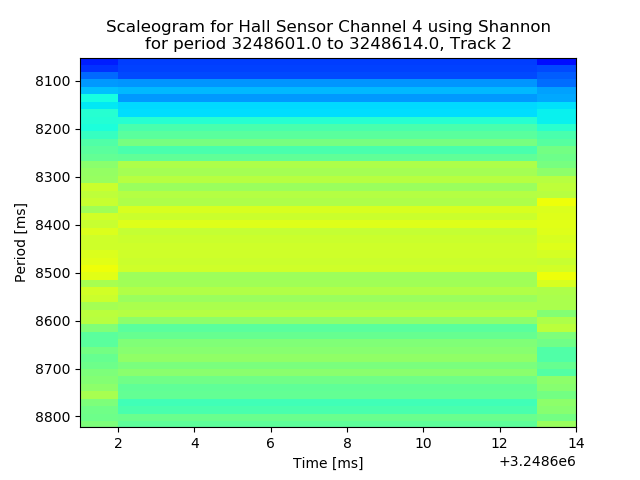 Scaleogram for Hall Sensor Channel 4 using Shannon
for period 3248601.0 to 3248614.0, Track 2
8100
8200
8300
8400
8500
8600
8700
8800
Period [ms]
2 4 6 8 10 12 14
Time [ms]
+3.2486e6